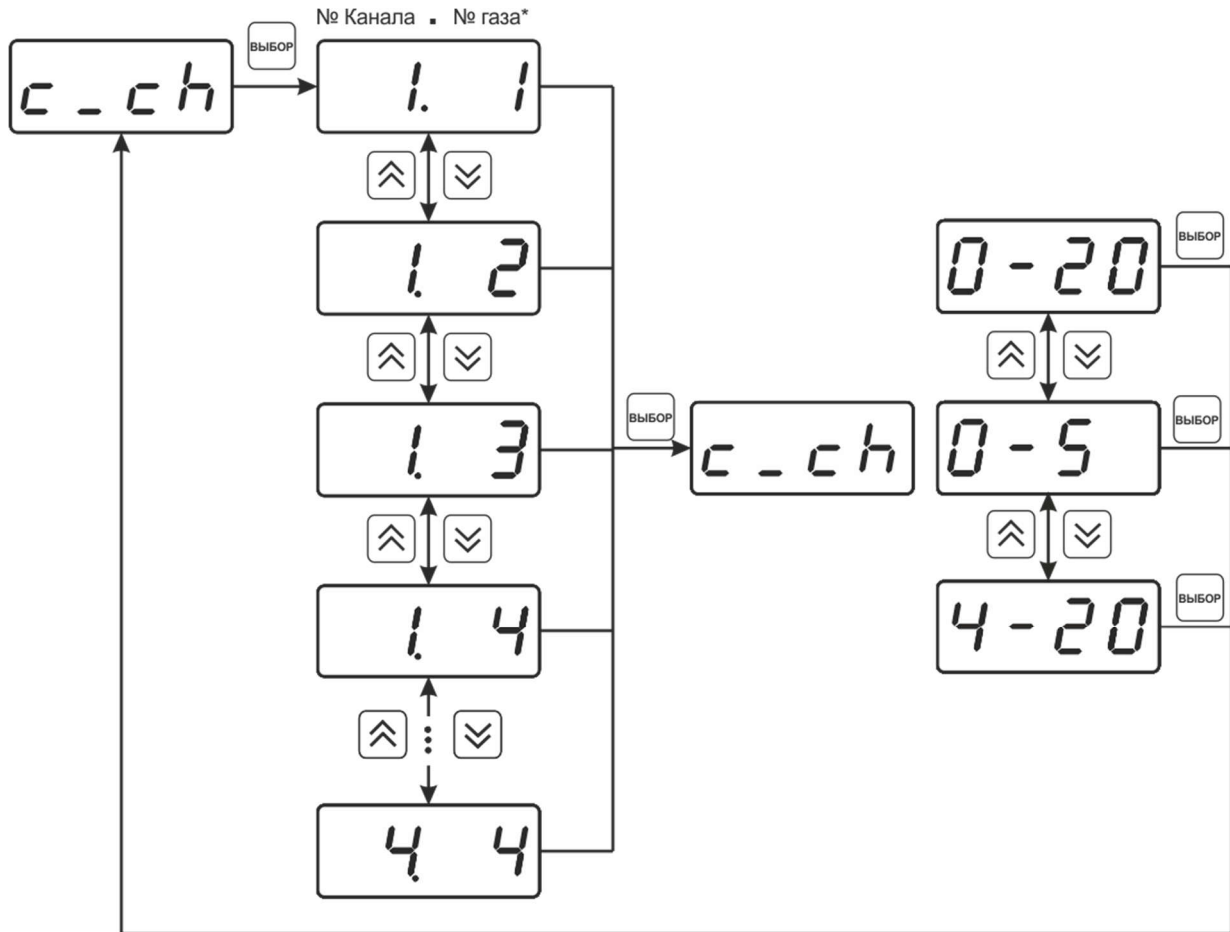 № Канала . № газа*
ВЫБОР
c_ch
1. 1
1. 2
ВЫБОР
0-20
1. 3
ВЫБОР
c_ch
0-5
ВЫБОР
1. 4
4-20
ВЫБОР
4. 4